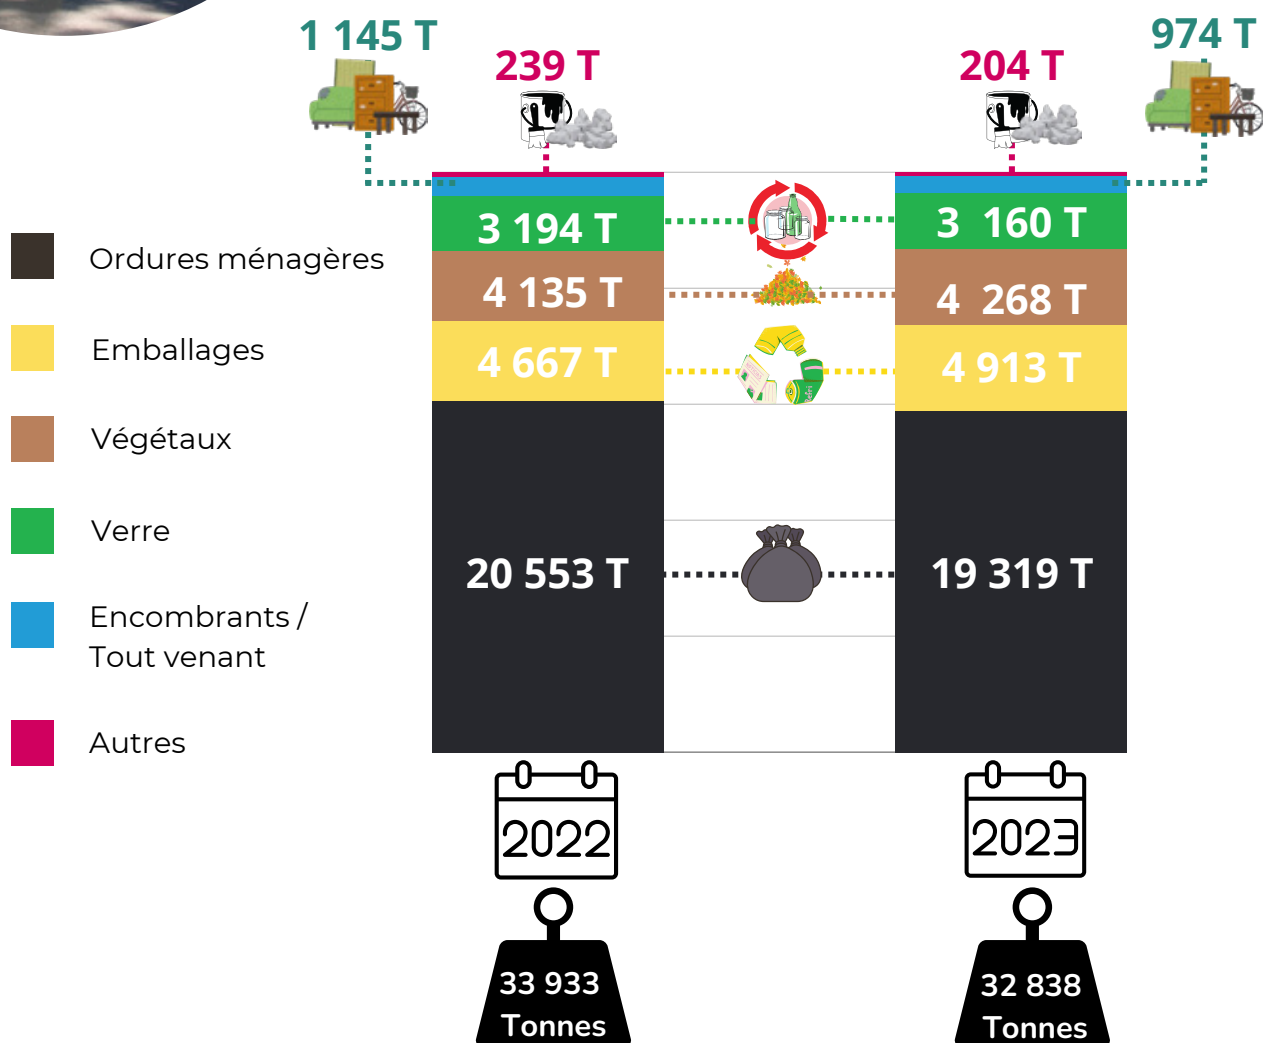 1 145 T
239 T
204 T
974 T
3 194 T
3 160 T
4 135 T
4 268 T
4 667 T
4 913 T
20 553 T
19 319 T
Ordures ménagères
Emballages
Végétaux
Verre
Encombrants /
Tout venant
Autres
2022
2023
33 933
Tonnes
32 838
Tonnes